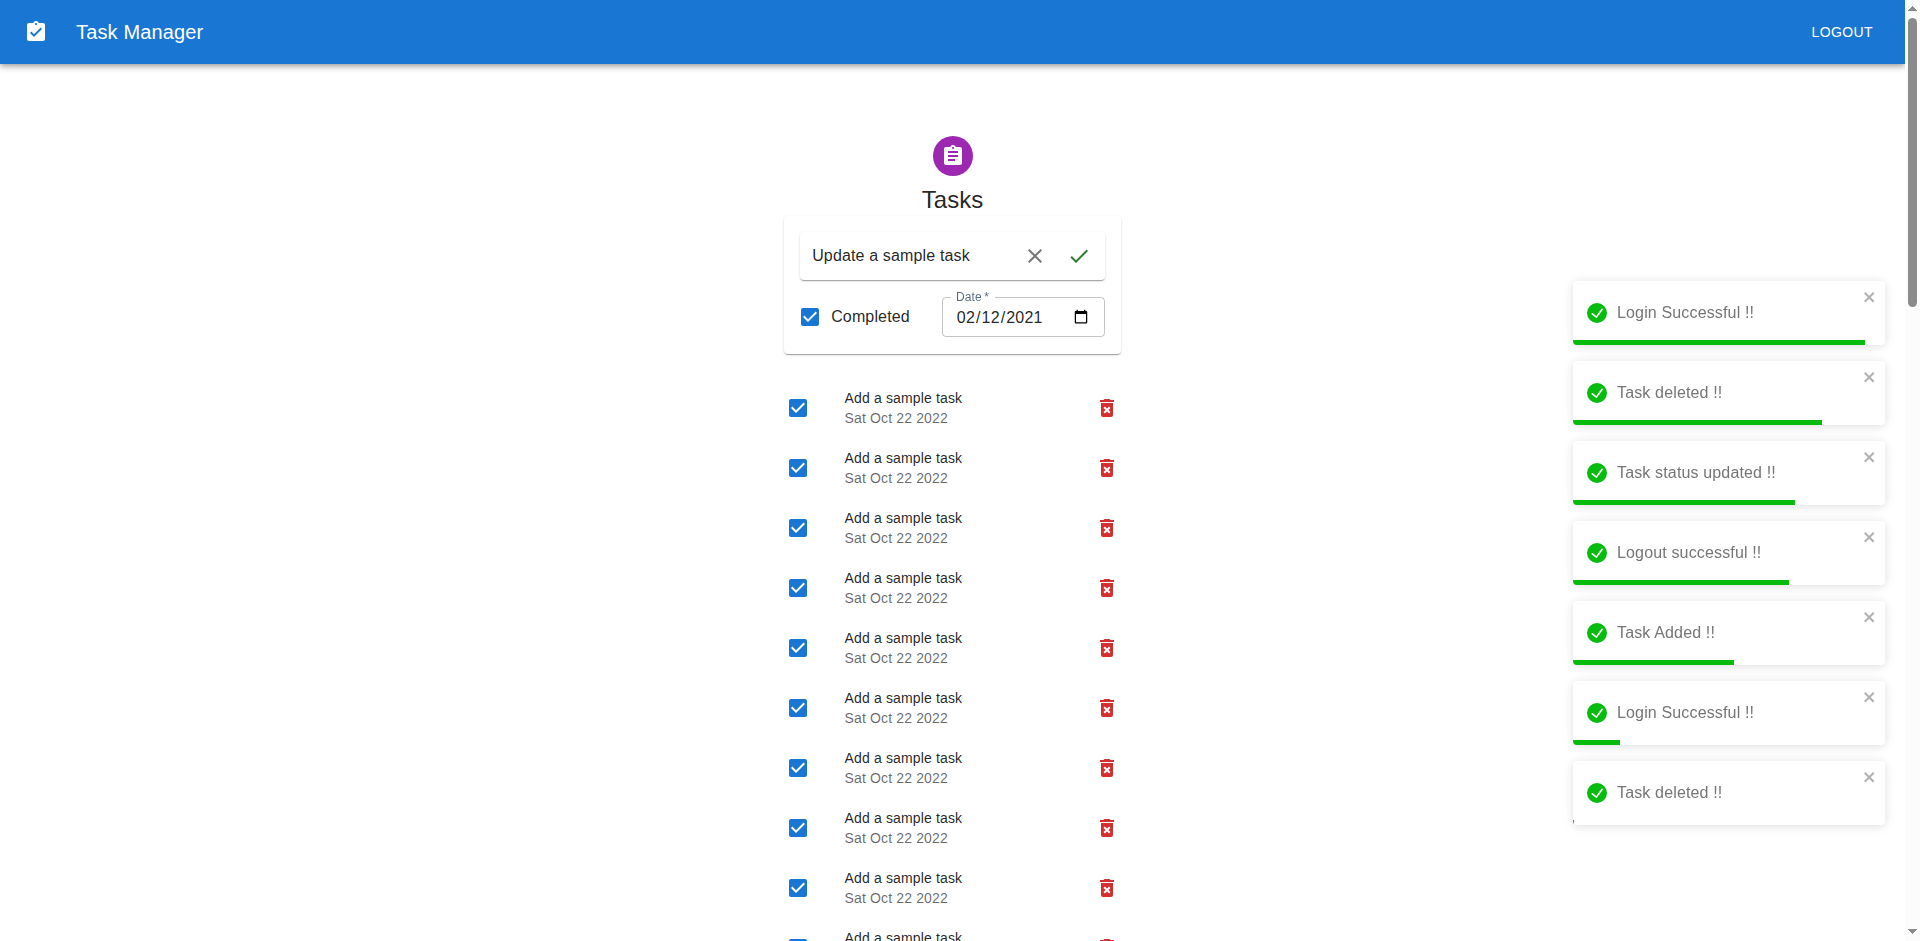 Task Manager
LOGOUT
Tasks
Update a sample task
Completed
Date *
02/12/2021
Add a sample task
Sat Oct 22 2022
Add a sample task
Sat Oct 22 2022
Add a sample task
Sat Oct 22 2022
Add a sample task
Sat Oct 22 2022
Add a sample task
Sat Oct 22 2022
Add a sample task
Sat Oct 22 2022
Add a sample task
Sat Oct 22 2022
Add a sample task
Sat Oct 22 2022
Add a sample task
Sat Oct 22 2022
Add a sample task
Login Successful !!
Task deleted !!
Task status updated !!
Logout successful !!
Task Added !!
Login Successful !!
Task deleted !!